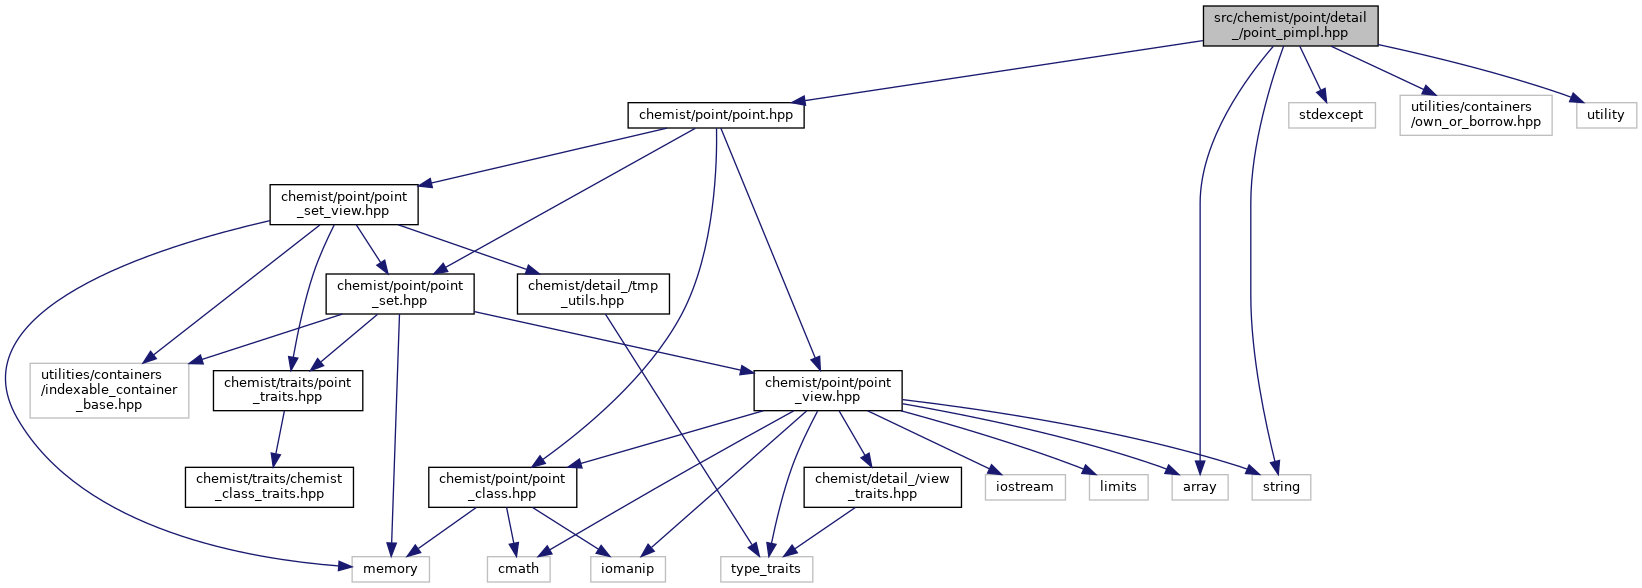 src/chemist/point/detail
_/point_pimpl.hpp
chemist/point/point.hpp
stdexcept
utilities/containers
/own_or_borrow.hpp
utility
chemist/point/point
_set_view.hpp
chemist/point/point
_set.hpp
chemist/detail_/tmp
_utils.hpp
utilities/containers
/indexable_container
_base.hpp
chemist/traits/point
_traits.hpp
chemist/point/point
_view.hpp
chemist/traits/chemist
_class_traits.hpp
chemist/point/point
_class.hpp
chemist/detail_/view
_traits.hpp
iostream
limits
array
string
memory
cmath
iomanip
type_traits